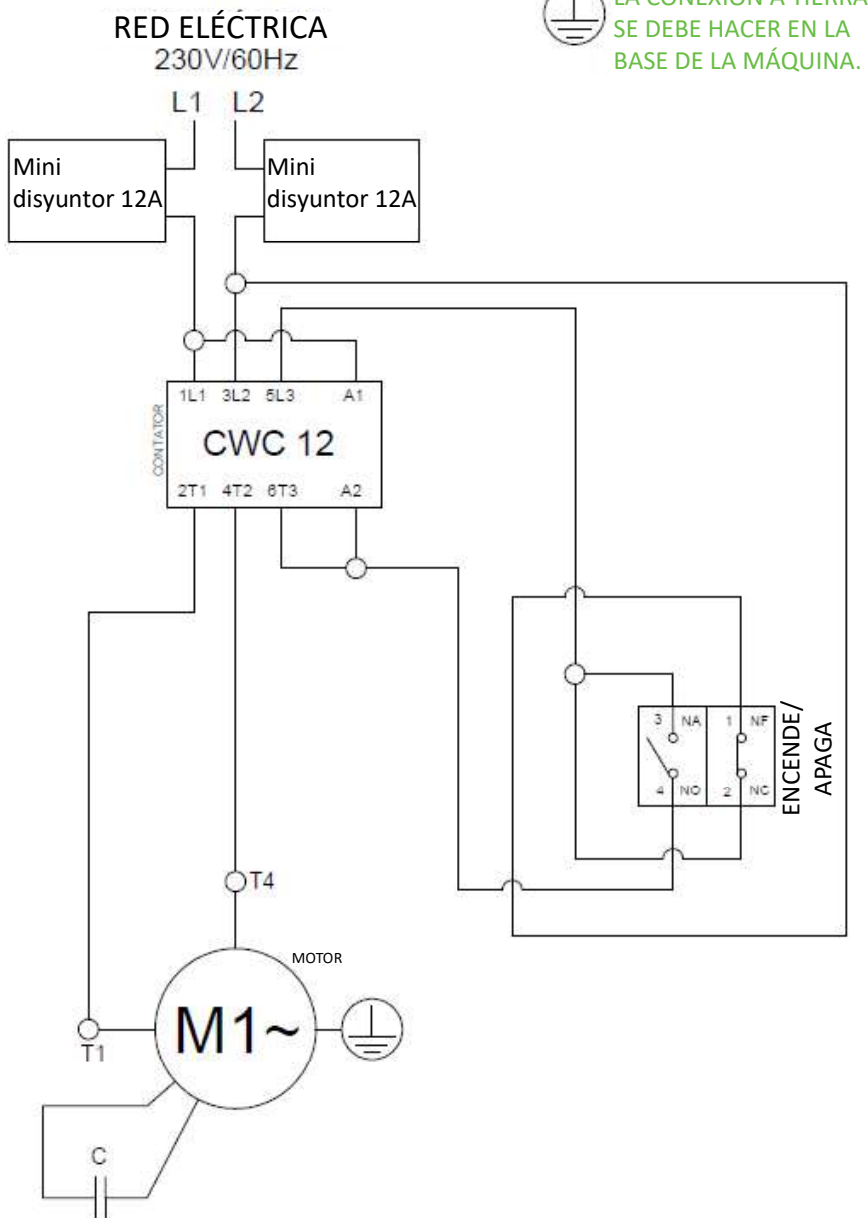 LA CONEXIÓN A TIERRA
SE DEBE HACER EN LA
BASE DE LA MÁQUINA.
RED ELÉCTRICA
230V/60Hz
L1 L2
Mini
disyuntor 12A
Mini
disyuntor 12A
1L1 3L2 5L3 A1
CONTATOR
CWC 12
2T1 4T2 6T3 A2
3 NA 1 NF
4 NO 2 NC
ENCENDE/
APAGA
T4
MOTOR
M1~
T1
C